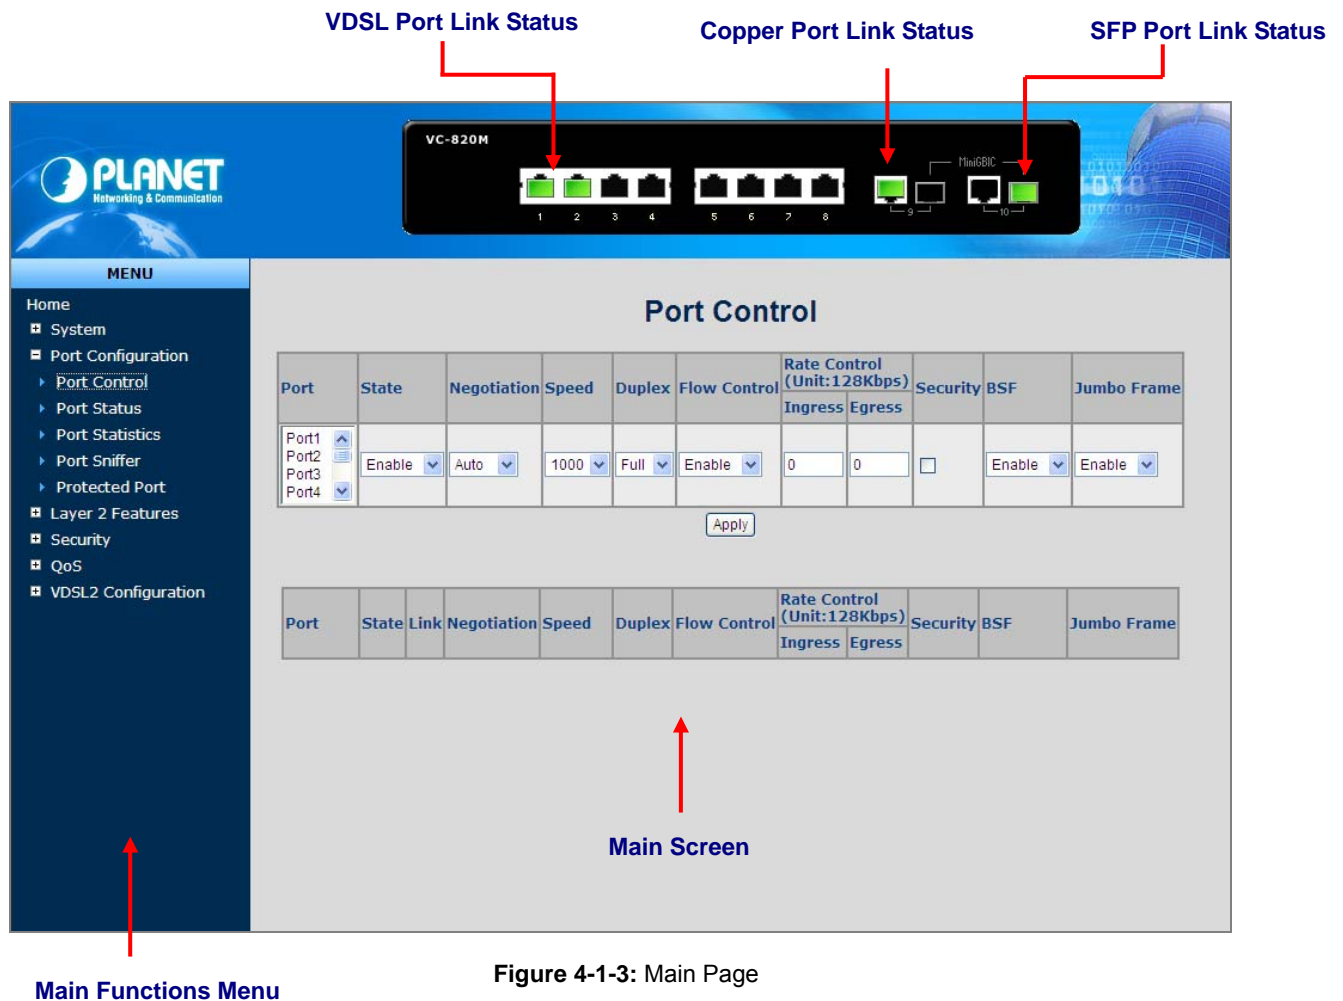 VDSL Port Link Status
Copper Port Link Status
SFP Port Link Status
PLANET
Networking & Communication
VC-820M
MiniGBIC
1 2 3 4 5 6 7 8 9 10
MENU
Home
System
Port Configuration
Port Control
Port Status
Port Statistics
Port Sniffer
Protected Port
Layer 2 Features
Security
QoS
VDSL2 Configuration
Port Control
Port State Negotiation Speed Duplex Flow Control Rate Control (Unit:128Kbps) Security BSF Jumbo Frame
Ingress Egress
Port1
Port2
Port3
Port4
Enable Auto 1000 Full Enable 0 0 Enable Enable
Apply
Port State Link Negotiation Speed Duplex Flow Control Rate Control (Unit:128Kbps) Security BSF Jumbo Frame
Ingress Egress
Main Screen
Main Functions Menu
Figure 4-1-3: Main Page